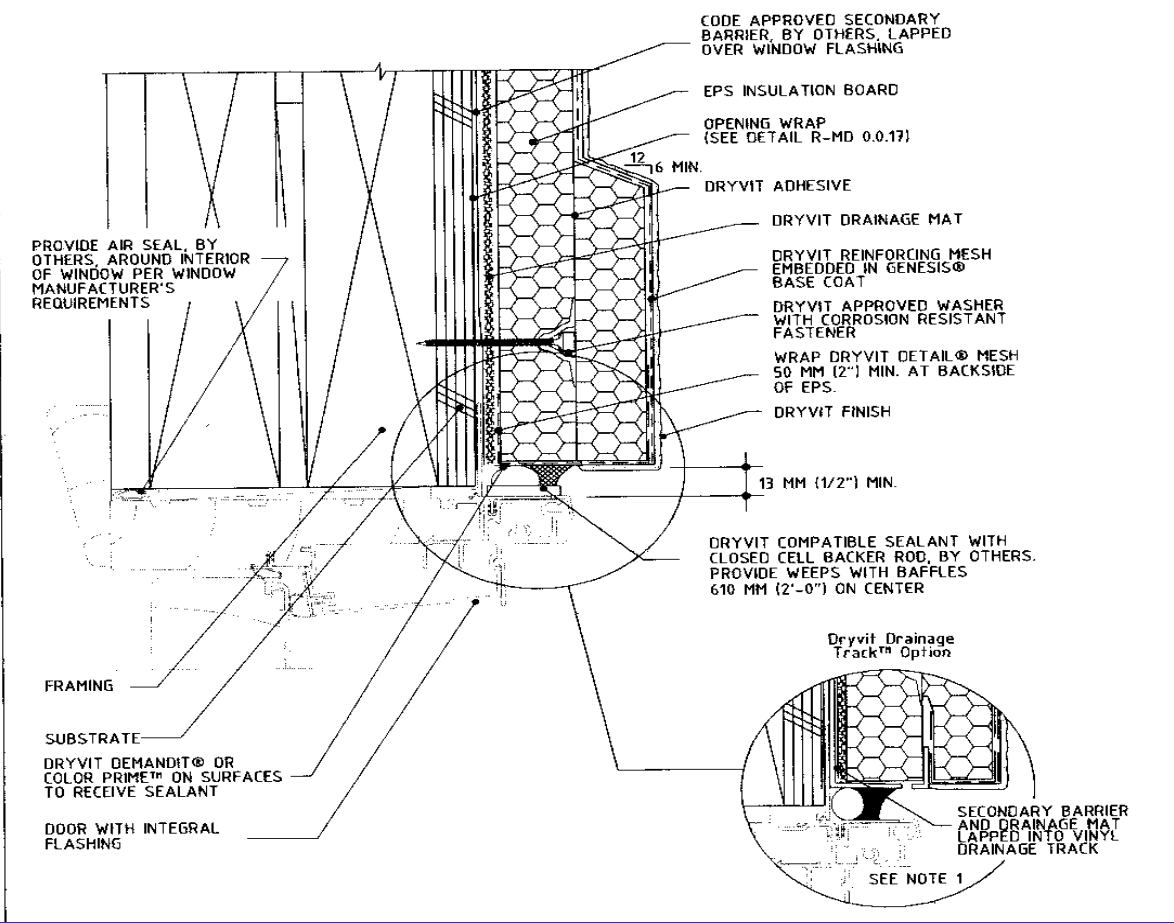 CODE APPROVED SECONDARY
BARRIER, BY OTHERS, LAPPED
OVER WINDOW FLASHING
EPS INSULATION BOARD
OPENING WRAP
(SEE DETAIL R-MD 0.0.17)
12
6 MIN.
DRYVIT ADHESIVE
DRYVIT DRAINAGE MAT
PROVIDE AIR SEAL, BY
OTHERS, AROUND INTERIOR
OF WINDOW PER WINDOW
MANUFACTURER'S
REQUIREMENTS
DRYVIT REINFORCING MESH
EMBEDDED IN GENESIS®
BASE COAT
DRYVIT APPROVED WASHER
WITH CORROSION RESISTANT
FASTENER
WRAP DRYVIT DETAIL® MESH
50 MM (2") MIN. AT BACKSIDE
OF EPS.
DRYVIT FINISH
13 MM (1/2") MIN.
DRYVIT COMPATIBLE SEALANT WITH
CLOSED CELL BACKER ROD, BY OTHERS.
PROVIDE WEEPS WITH BAFFLES
610 MM (2'-0") ON CENTER
Dryvit Drainage
Track™ Option
FRAMING
SUBSTRATE
DRYVIT DEMANDIT® OR
COLOR PRIME™ ON SURFACES
TO RECEIVE SEALANT
DOOR WITH INTEGRAL
FLASHING
SECONDARY BARRIER
AND DRAINAGE MAT
LAPPED INTO VINYL
DRAINAGE TRACK
SEE NOTE 1